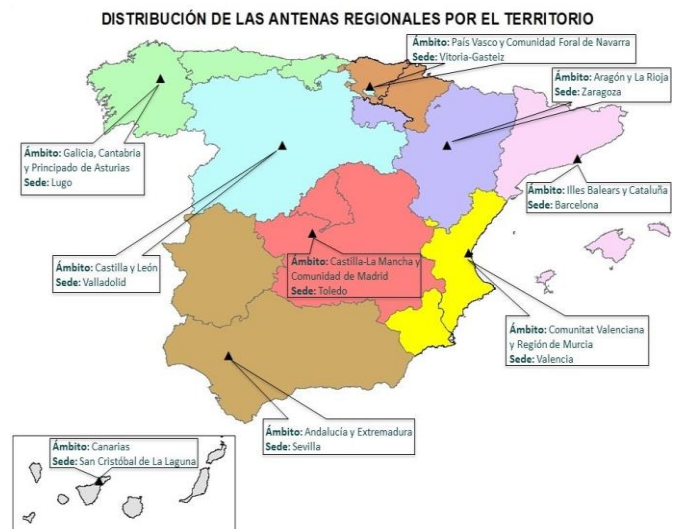 DISTRIBUCIÓN DE LAS ANTENAS REGIONALES POR EL TERRITORIO
Ámbito: País Vasco y Comunidad Foral de Navarra
Sede: Vitoria-Gasteiz
Ámbito: Aragón y La Rioja
Sede: Zaragoza
Ámbito: Galicia, Cantabria
y Principado de Asturias
Sede: Lugo
Ámbito: Illes Balears y Cataluña
Sede: Barcelona
Ámbito: Castilla y León
Sede: Valladolid
Ámbito: Castilla-La Mancha y
Comunidad de Madrid
Sede: Toledo
Ámbito: Comunitat Valenciana
y Región de Murcia
Sede: Valencia
Ámbito: Andalucía y Extremadura
Sede: Sevilla
Ámbito: Canarias
Sede: San Cristóbal de La Laguna